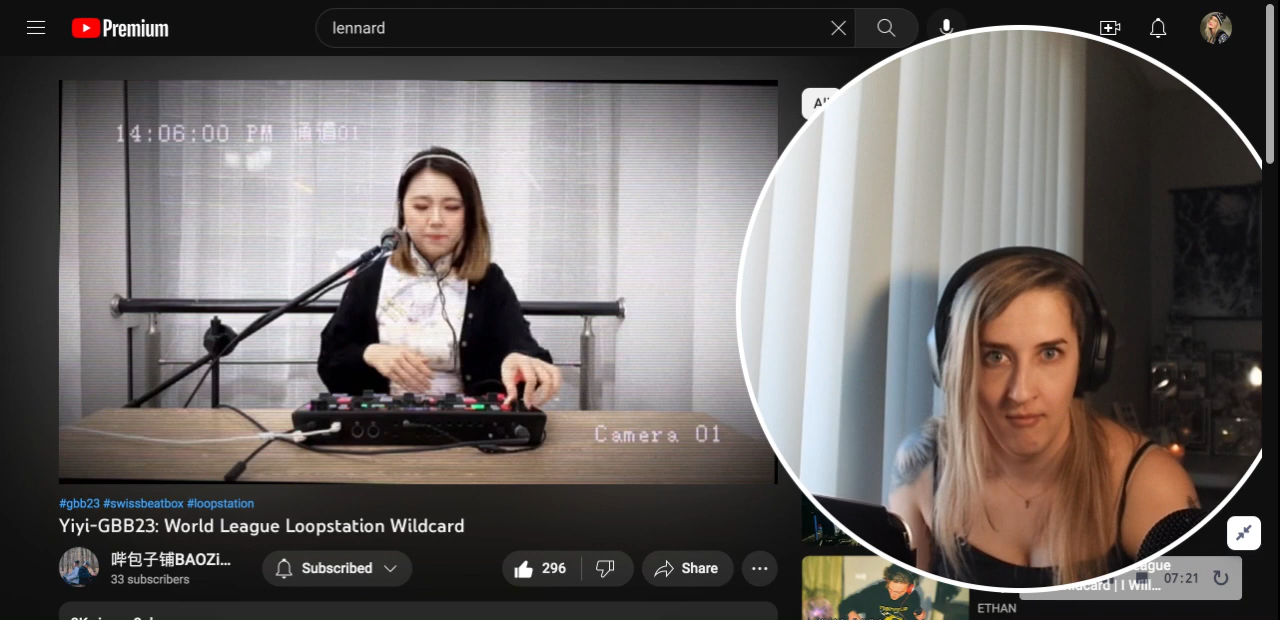 Premium
lennard
All
14:06:00 PM 通道01
Camera 01
#gbb23 #swissbeatbox #loopstation
Yiyi-GBB23: World League Loopstation Wildcard
哔包子铺BAOZi...
33 subscribers
Subscribed
296
Share
07:21
| I Will...
ETHAN